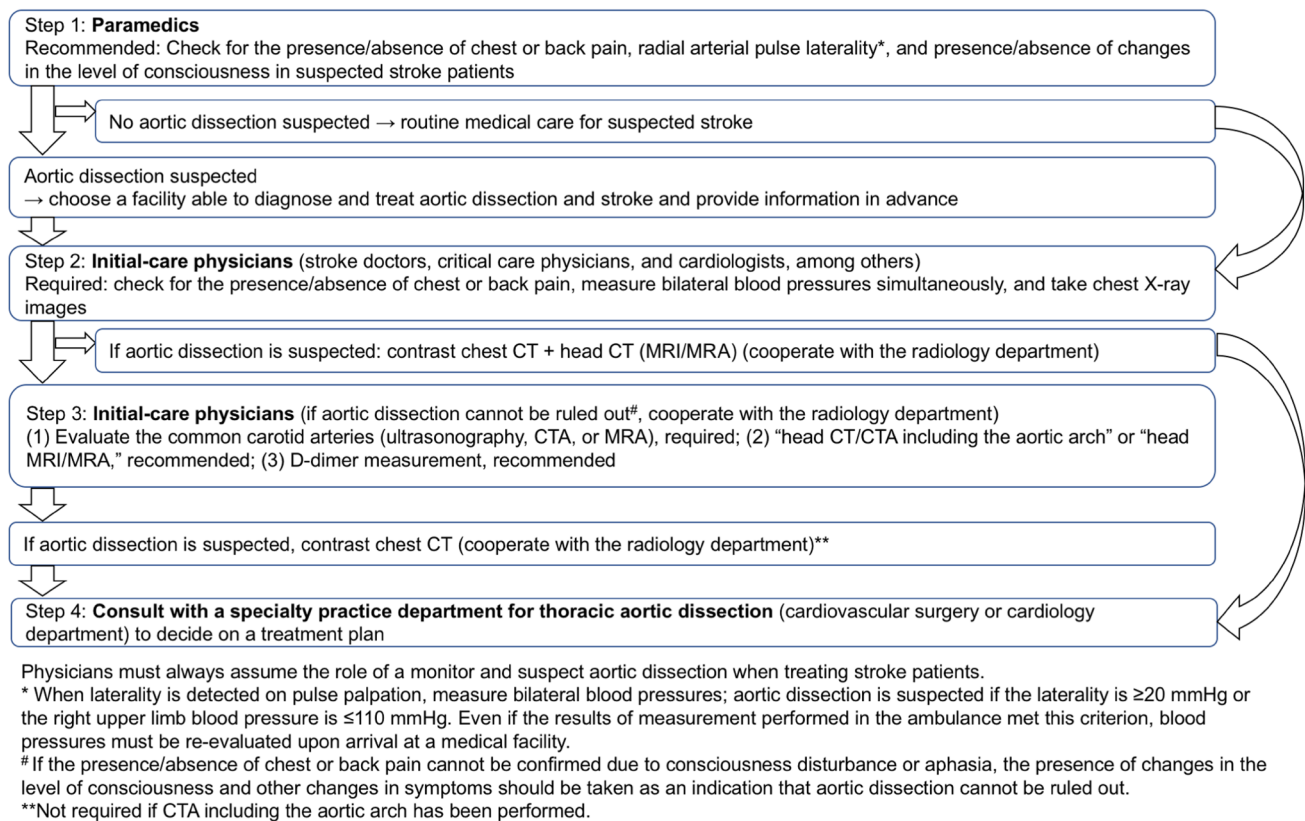 Step 1: Paramedics
Recommended: Check for the presence/absence of chest or back pain, radial arterial pulse laterality*, and presence/absence of changes
in the level of consciousness in suspected stroke patients
No aortic dissection suspected → routine medical care for suspected stroke
Aortic dissection suspected
→ choose a facility able to diagnose and treat aortic dissection and stroke and provide information in advance
Step 2: Initial-care physicians (stroke doctors, critical care physicians, and cardiologists, among others)
Required: check for the presence/absence of chest or back pain, measure bilateral blood pressures simultaneously, and take chest X-ray
images
If aortic dissection is suspected: contrast chest CT + head CT (MRI/MRA) (cooperate with the radiology department)
Step 3: Initial-care physicians (if aortic dissection cannot be ruled out#, cooperate with the radiology department)
(1) Evaluate the common carotid arteries (ultrasonography, CTA, or MRA), required; (2) “head CT/CTA including the aortic arch” or “head
MRI/MRA,” recommended; (3) D-dimer measurement, recommended
If aortic dissection is suspected, contrast chest CT (cooperate with the radiology department)**
Step 4: Consult with a specialty practice department for thoracic aortic dissection (cardiovascular surgery or cardiology
department) to decide on a treatment plan
Physicians must always assume the role of a monitor and suspect aortic dissection when treating stroke patients.
* When laterality is detected on pulse palpation, measure bilateral blood pressures; aortic dissection is suspected if the laterality is ≥20 mmHg or
the right upper limb blood pressure is ≤110 mmHg. Even if the results of measurement performed in the ambulance met this criterion, blood
pressures must be re-evaluated upon arrival at a medical facility.
# If the presence/absence of chest or back pain cannot be confirmed due to consciousness disturbance or aphasia, the presence of changes in the
level of consciousness and other changes in symptoms should be taken as an indication that aortic dissection cannot be ruled out.
**Not required if CTA including the aortic arch has been performed.